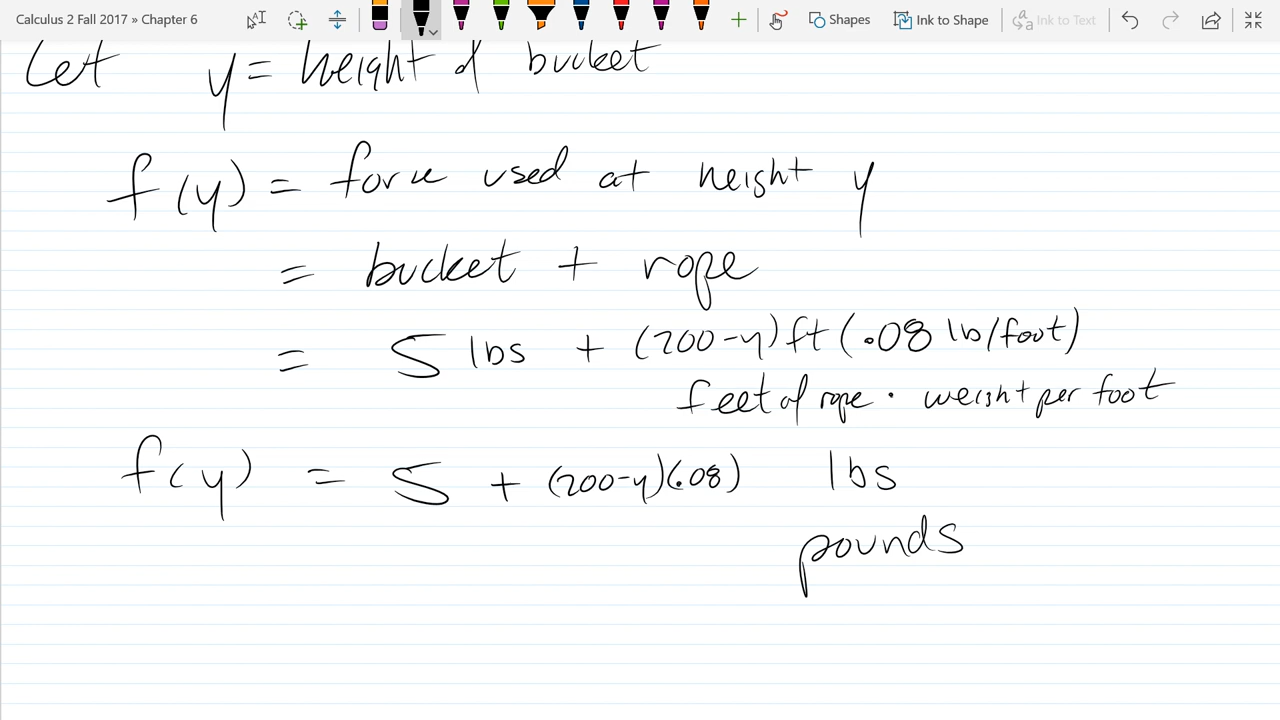 Calculus 2 Fall 2017 » Chapter 6
Shapes
Ink to Shape
Ink to Text
Let y = height of bucket
f(y) = force used at height y
= bucket + rope
= 5 lbs + (200-y)ft (.08 lb/foot)
feet of rope · weight per foot
f(y) = 5 + (200-y)(.08) lbs
pounds